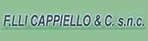 F.LLI CAPPIELLO & C. s.n.c.